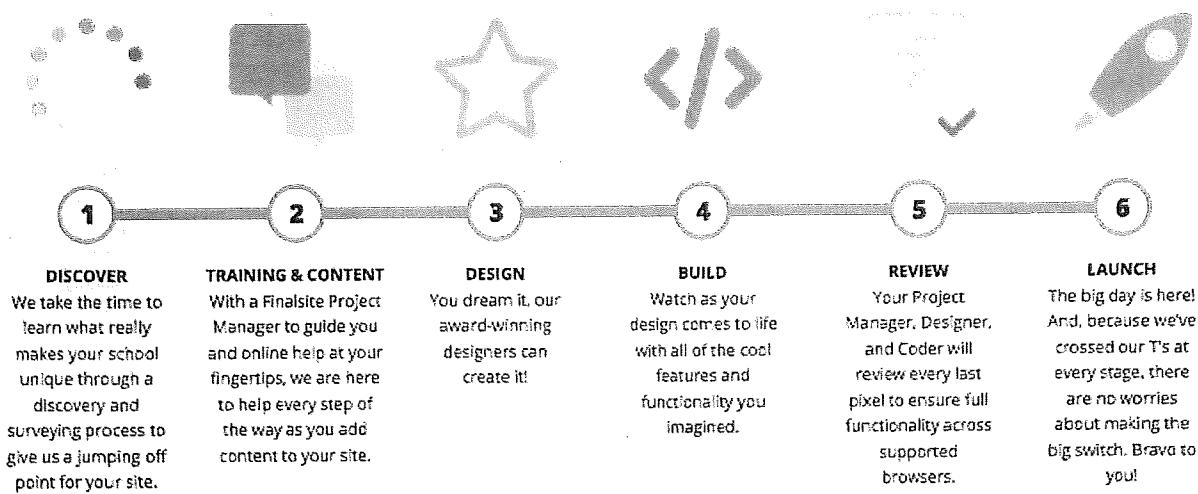 1
DISCOVER
We take the time to
learn what really
makes your school
unique through a
discovery and
surveying process to
give us a jumping off
point for your site.
2
TRAINING & CONTENT
With a Finalsite Project
Manager to guide you
and online help at your
fingertips, we are here
to help every step of
the way as you add
content to your site.
3
DESIGN
You dream it, our
award-winning
designers can
create it!
4
BUILD
Watch as your
design comes to life
with all of the cool
features and
functionality you
imagined.
5
REVIEW
Your Project
Manager, Designer,
and Coder will
review every last
pixel to ensure full
functionality across
supported
browsers.
6
LAUNCH
The big day is here!
And, because we've
crossed our T's at
every stage, there
are no worries
about making the
big switch. Bravo to
you!